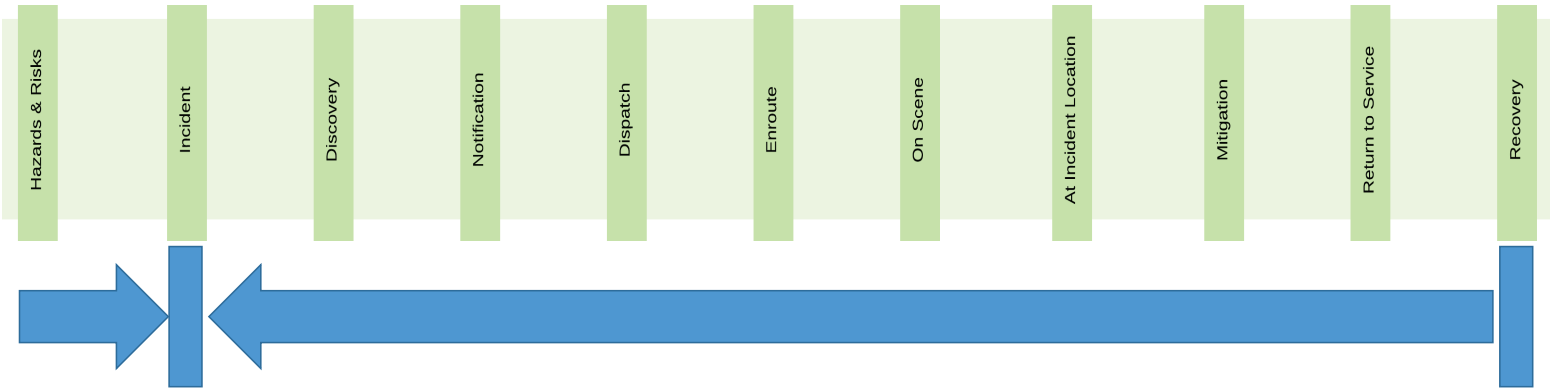 Hazards & Risks
Incident
Discovery
Notification
Dispatch
Enroute
On Scene
At Incident Location
Mitigation
Return to Service
Recovery